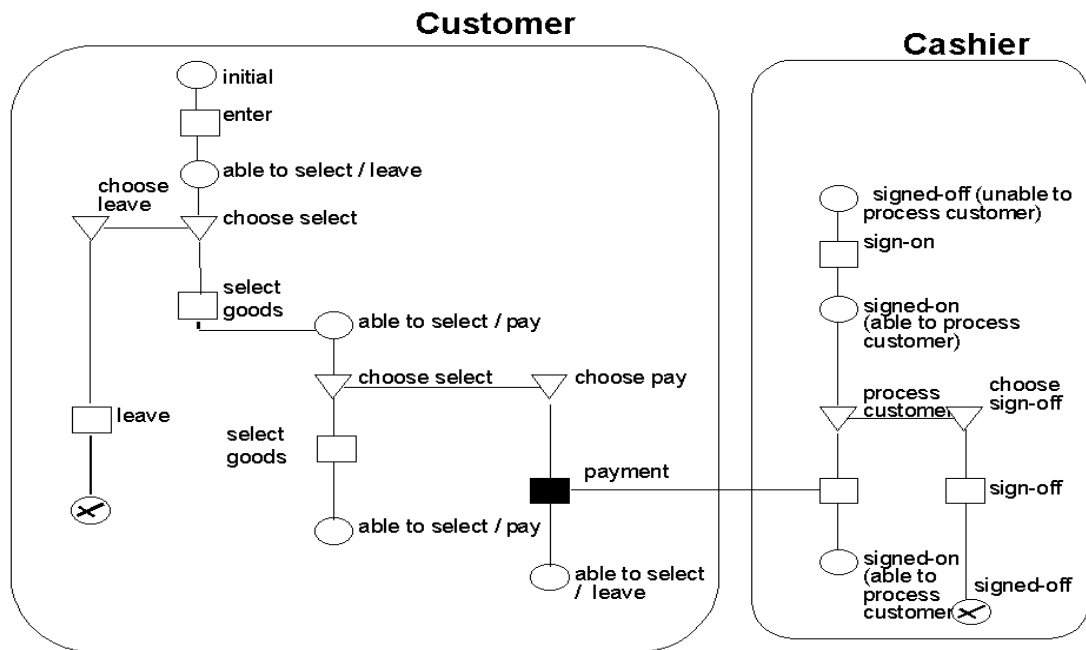 Customer
initial
enter
able to select / leave
choose
leave
choose select
select
goods
able to select / pay
choose select
choose pay
leave
select
goods
payment
able to select / pay
able to select
/ leave
Cashier
signed-off (unable to
process customer)
sign-on
signed-on
(able to process
customer)
process
customer
choose
sign-off
sign-off
signed-on
(able to
process
customer
signed-off